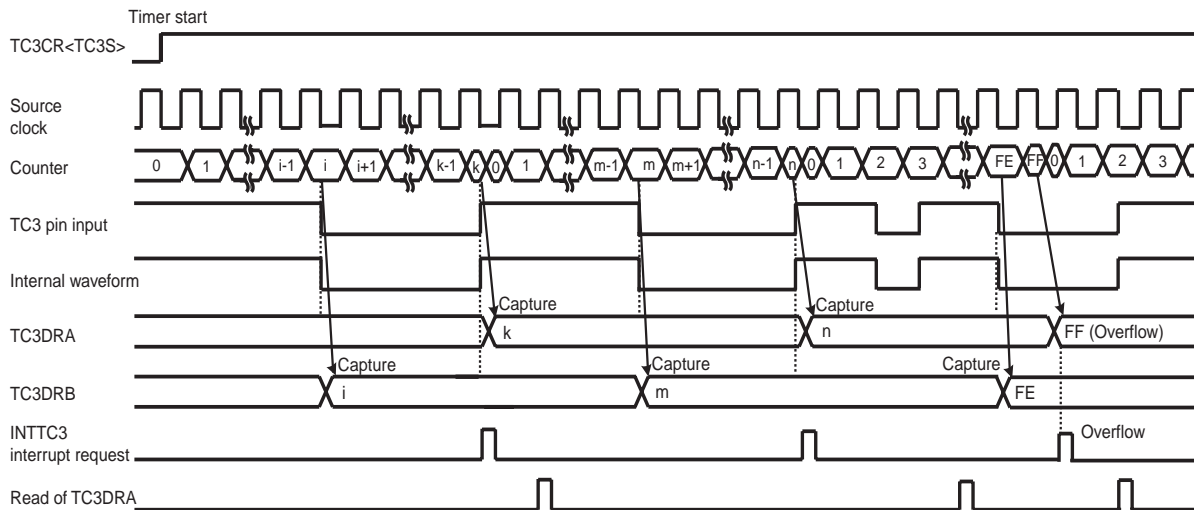 Timer start
TC3CR<TC3S>
Source
clock
Counter
0 1 i-1 i i+1 k-1 k 0 1 m-1 m m+1 n-1 n 0 1 2 3 FE FF 0 1 2 3
TC3 pin input
Internal waveform
Capture Capture
TC3DRA
k n FF (Overflow)
Capture Capture Capture
TC3DRB
i m FE
INTTC3
interrupt request
Overflow
Read of TC3DRA